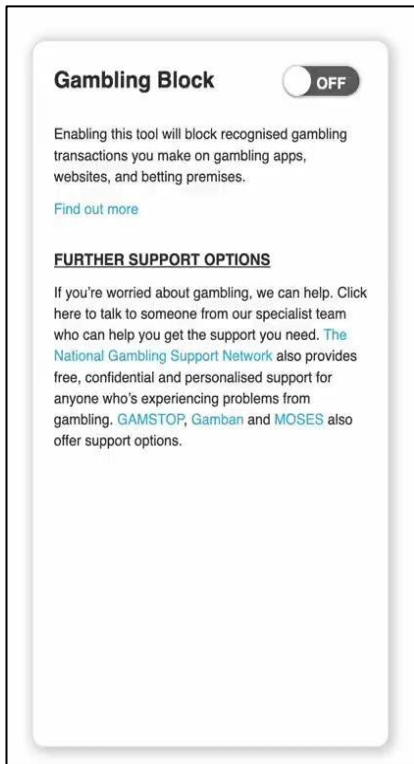 Gambling Block
OFF
Enabling this tool will block recognised gambling
transactions you make on gambling apps,
websites, and betting premises.
Find out more
FURTHER SUPPORT OPTIONS
If you're worried about gambling, we can help. Click
here to talk to someone from our specialist team
who can help you get the support you need. The
National Gambling Support Network also provides
free, confidential and personalised support for
anyone who's experiencing problems from
gambling. GAMSTOP, Gamban and MOSES also
offer support options.